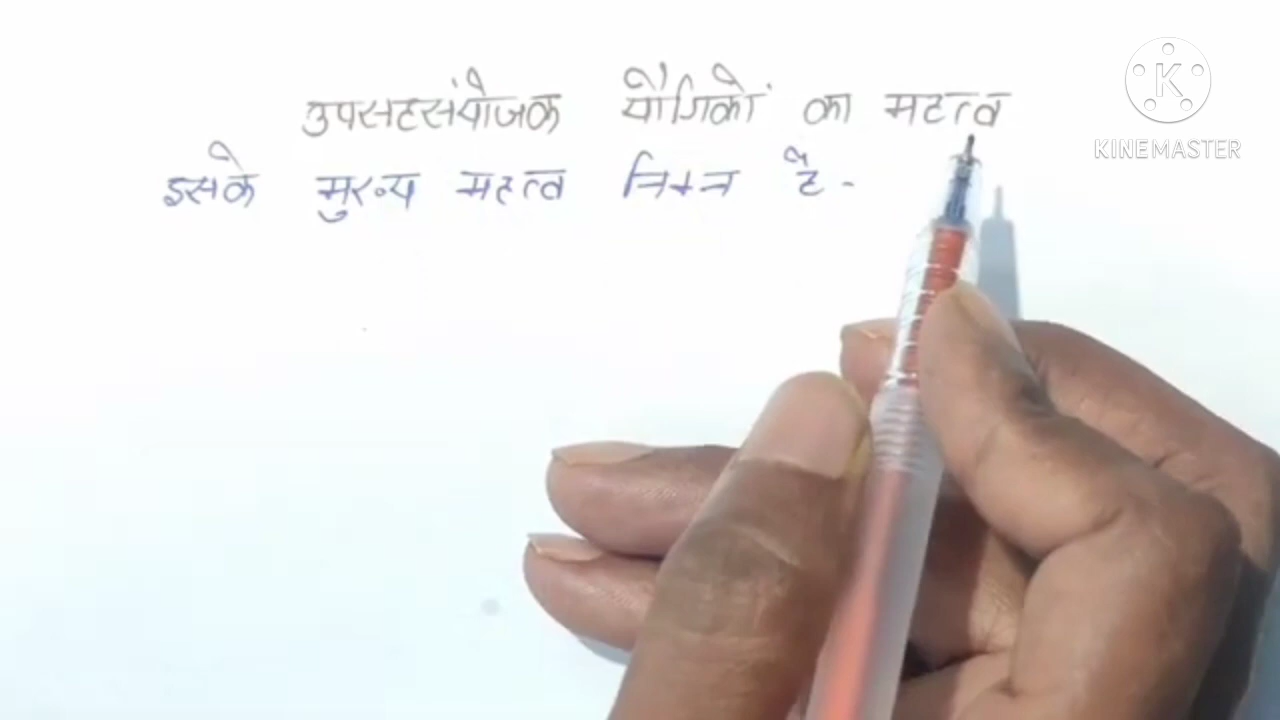 उपसहसंयोजक यौगिकों का महत्व
इसके मुख्य महत्व निम्न है -
KINEMASTER